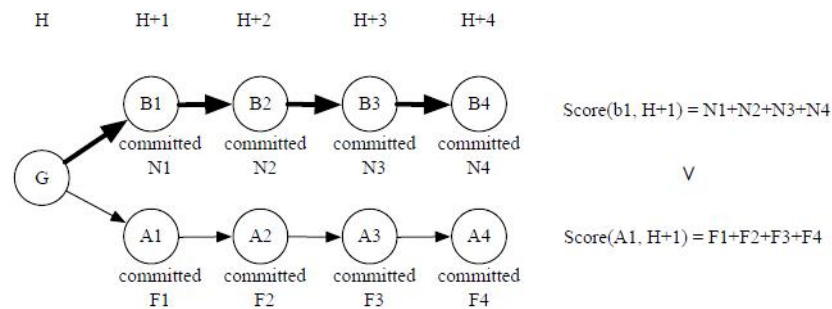 H H+1 H+2 H+3 H+4
B1 B2 B3 B4
Score(b1, H+1) = N1+N2+N3+N4
committed committed committed committed
N1 N2 N3 N4
G
V
A1 A2 A3 A4
Score(A1, H+1) = F1+F2+F3+F4
committed committed committed committed
F1 F2 F3 F4